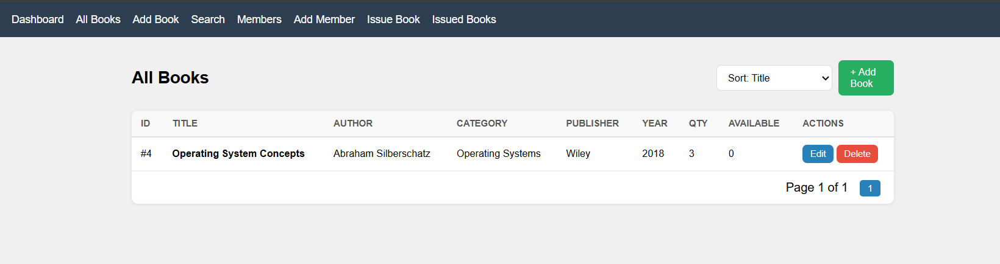 Dashboard All Books Add Book Search Members Add Member Issue Book Issued Books
All Books
Sort: Title
+ Add
Book
ID TITLE AUTHOR CATEGORY PUBLISHER YEAR QTY AVAILABLE ACTIONS
#4 Operating System Concepts Abraham Silberschatz Operating Systems Wiley 2018 3 0 Edit Delete
Page 1 of 1 1